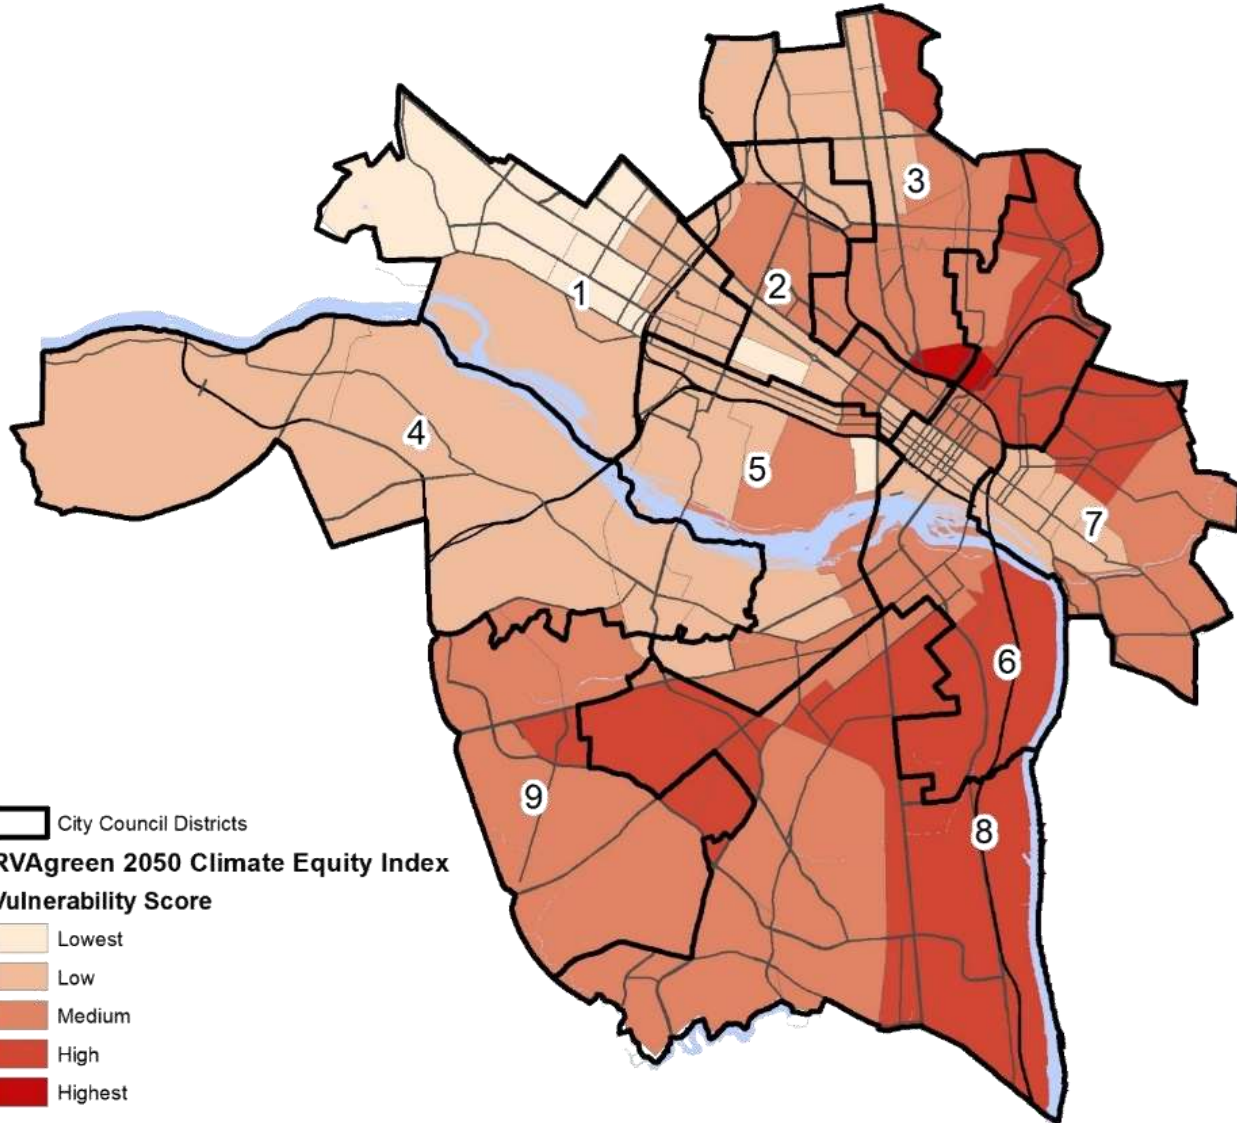 3
2
1
4
5
7
6
9
8
City Council Districts
RVAgreen 2050 Climate Equity Index
Vulnerability Score
Lowest
Low
Medium
High
Highest